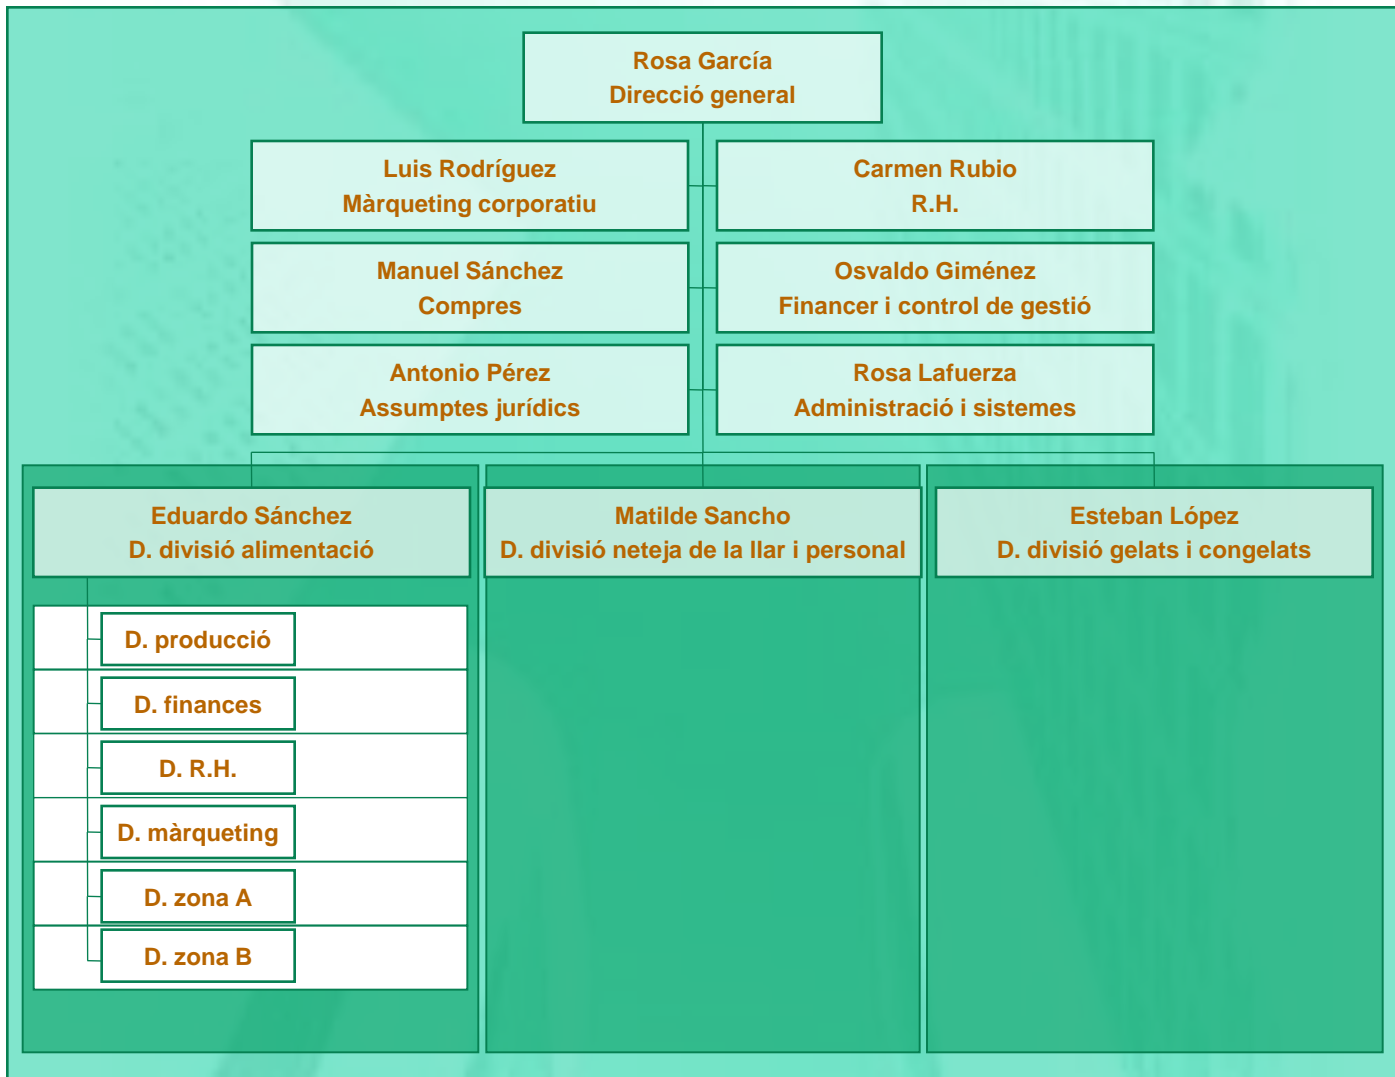 Rosa García
Direcció general
Luis Rodríguez
Màrqueting corporatiu
Carmen Rubio
R.H.
Manuel Sánchez
Compres
Osvaldo Giménez
Financer i control de gestió
Antonio Pérez
Assumptes jurídics
Rosa Lafuerza
Administració i sistemes
Eduardo Sánchez
D. divisió alimentació
Matilde Sancho
D. divisió neteja de la llar i personal
Esteban López
D. divisió gelats i congelats
D. producció
D. finances
D. R.H.
D. màrqueting
D. zona A
D. zona B